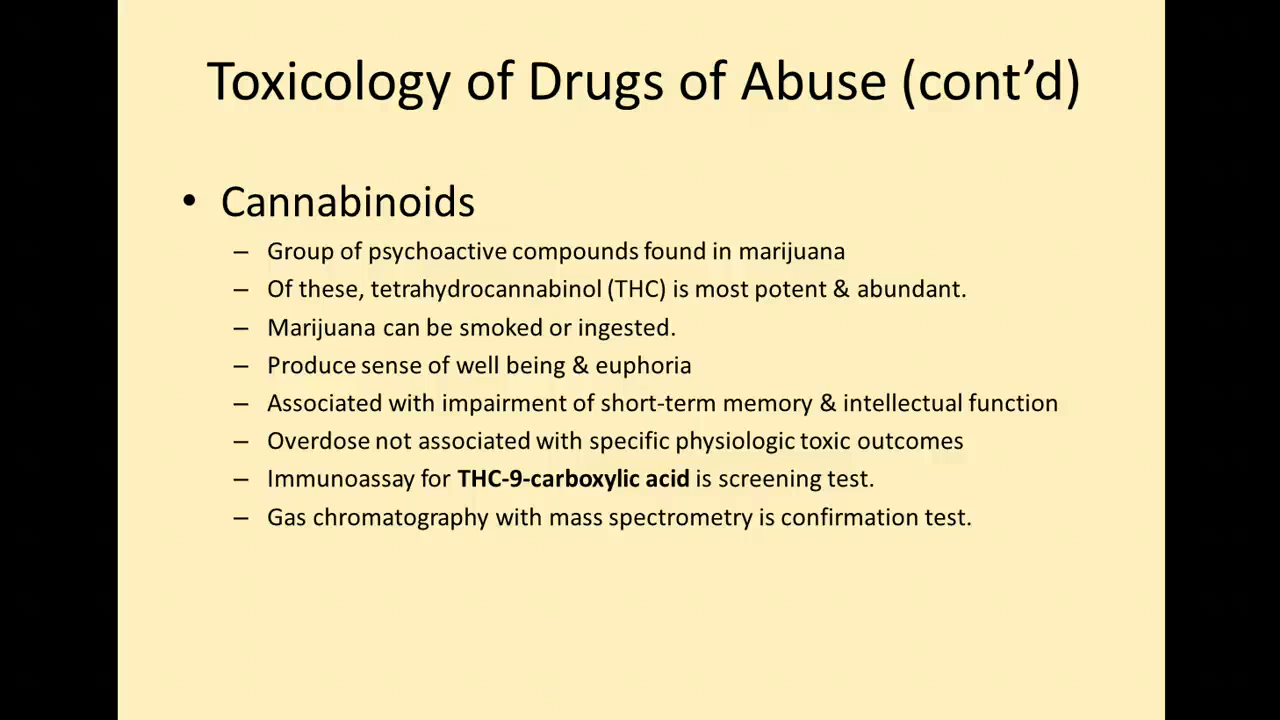 Toxicology of Drugs of Abuse (cont’d)
• Cannabinoids
– Group of psychoactive compounds found in marijuana
– Of these, tetrahydrocannabinol (THC) is most potent & abundant.
– Marijuana can be smoked or ingested.
– Produce sense of well being & euphoria
– Associated with impairment of short-term memory & intellectual function
– Overdose not associated with specific physiologic toxic outcomes
– Immunoassay for THC-9-carboxylic acid is screening test.
– Gas chromatography with mass spectrometry is confirmation test.